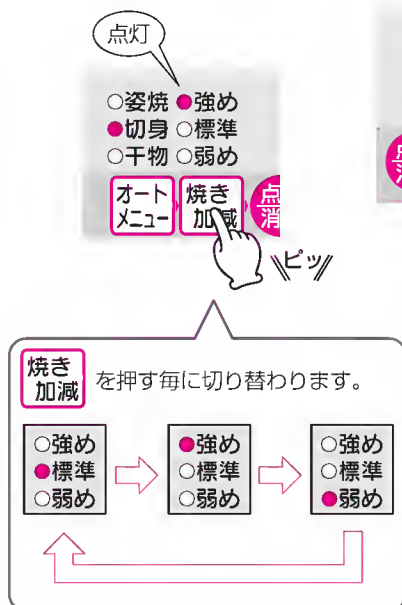 点灯
○姿焼 ●強め
●切身 ○標準
○干物 ○弱め
オート
メニュー
焼き
加減
点
消
ピッ
焼き
加減 を押す毎に切り替わります。
○強め
●標準
○弱め
●強め
○標準
○弱め
○強め
○標準
●弱め